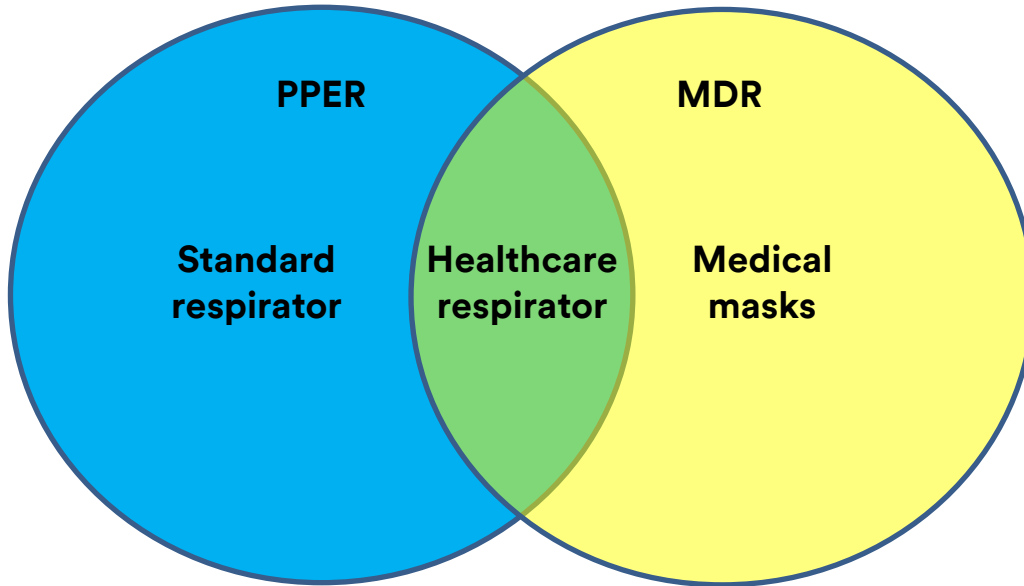 PPER
MDR
Standard
respirator
Healthcare
respirator
Medical
masks